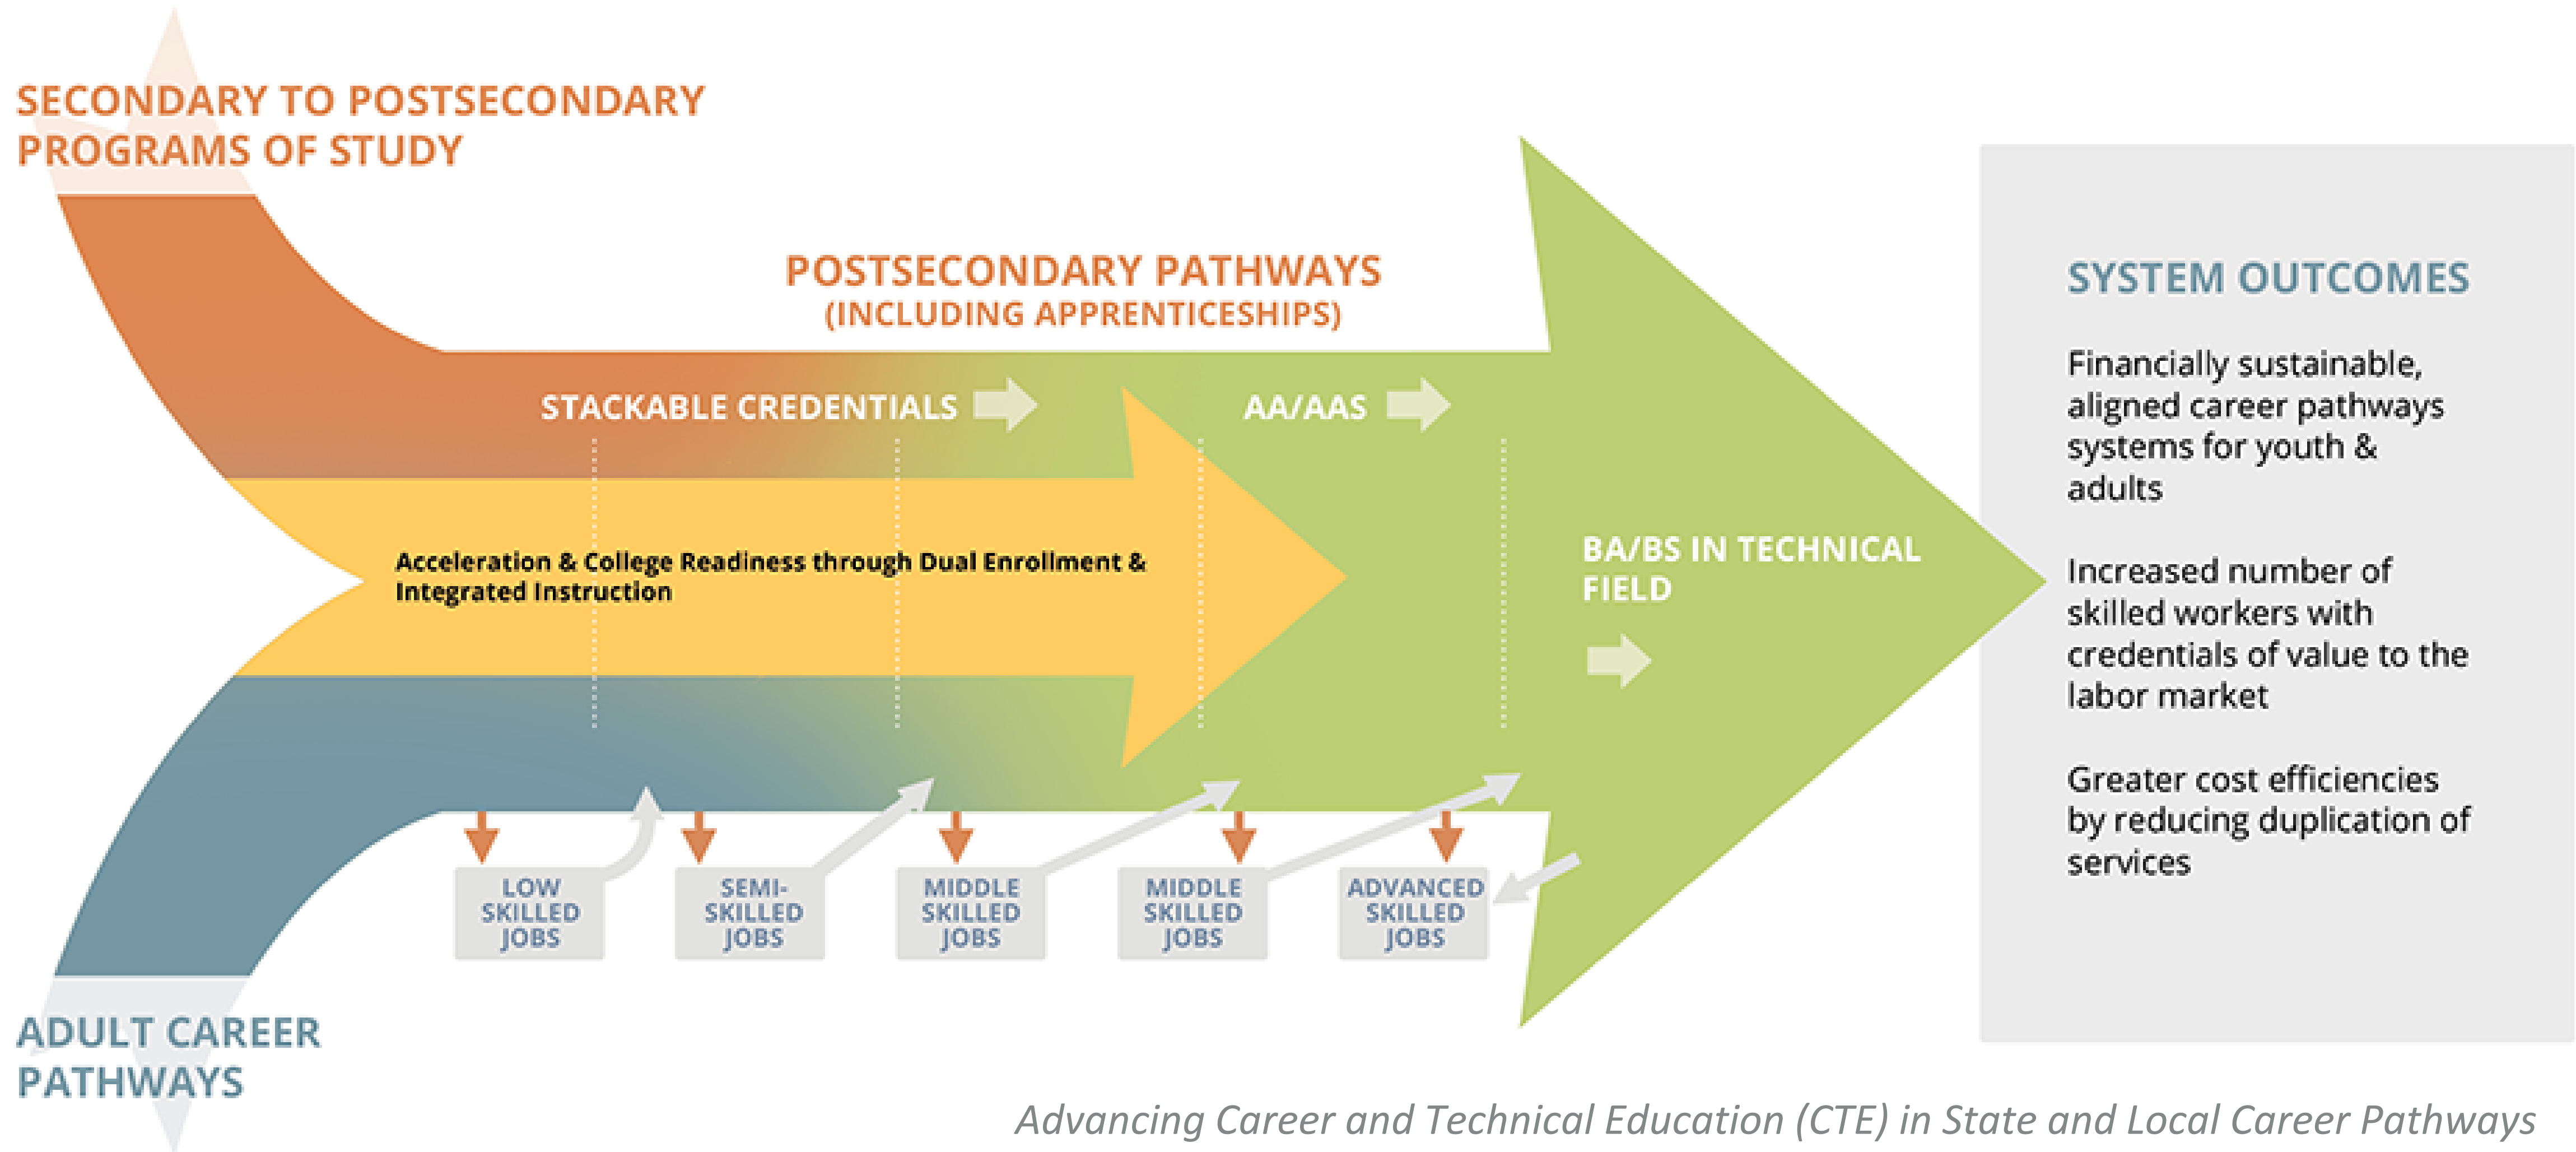 SECONDARY TO POSTSECONDARY
PROGRAMS OF STUDY
POSTSECONDARY PATHWAYS
(INCLUDING APPRENTICESHIPS)
STACKABLE CREDENTIALS
AA/AAS
Acceleration & College Readiness through Dual Enrollment &
Integrated Instruction
BA/BS IN TECHNICAL
FIELD
LOW
SKILLED
JOBS
SEMI-
SKILLED
JOBS
MIDDLE
SKILLED
JOBS
MIDDLE
SKILLED
JOBS
ADVANCED
SKILLED
JOBS
ADULT CAREER
PATHWAYS
SYSTEM OUTCOMES
Financially sustainable,
aligned career pathways
systems for youth &
adults
Increased number of
skilled workers with
credentials of value to the
labor market
Greater cost efficiencies
by reducing duplication of
services
Advancing Career and Technical Education (CTE) in State and Local Career Pathways